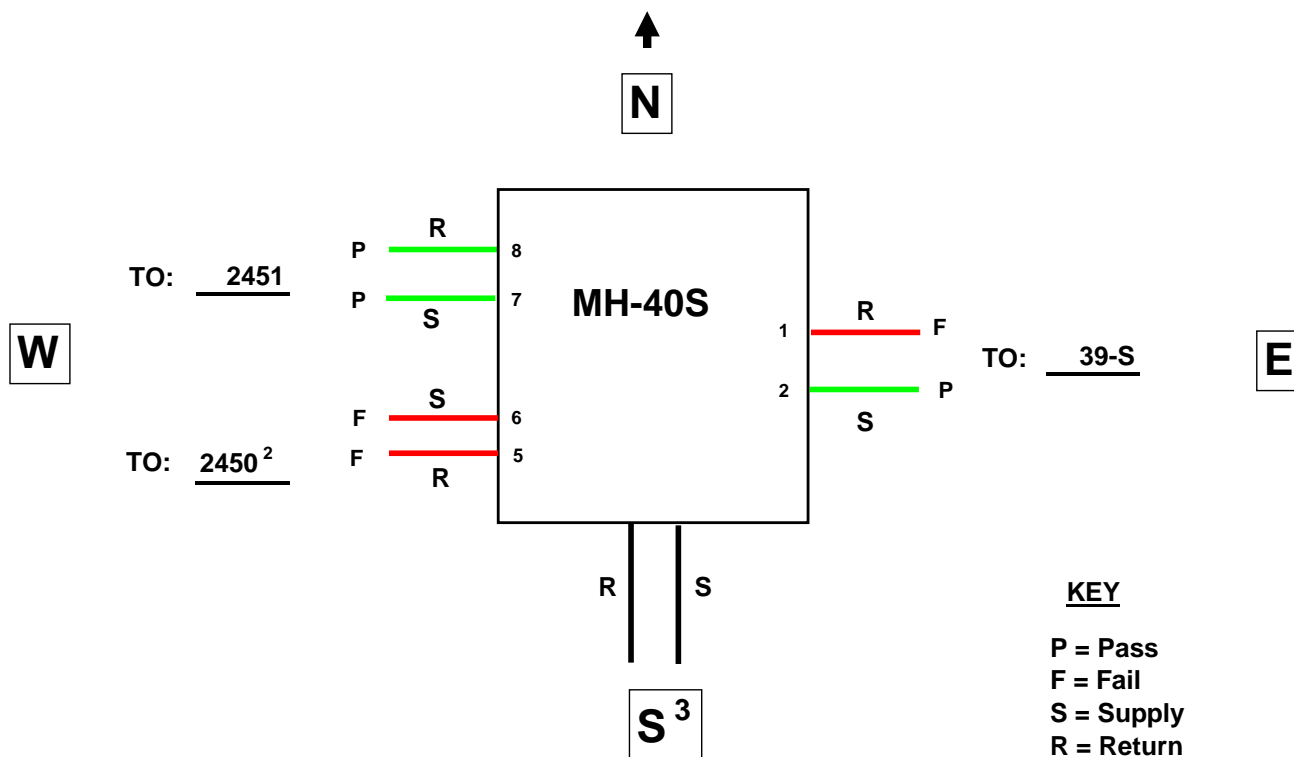 N
R
P
8
TO: 2451
P
7
S
MH-40S
W
1
R
F
TO: 39-S
E
2
P
S
S
F
6
TO: 2450 2
F
5
R
R
S
S 3
KEY
P = Pass
F = Fail
S = Supply
R = Return